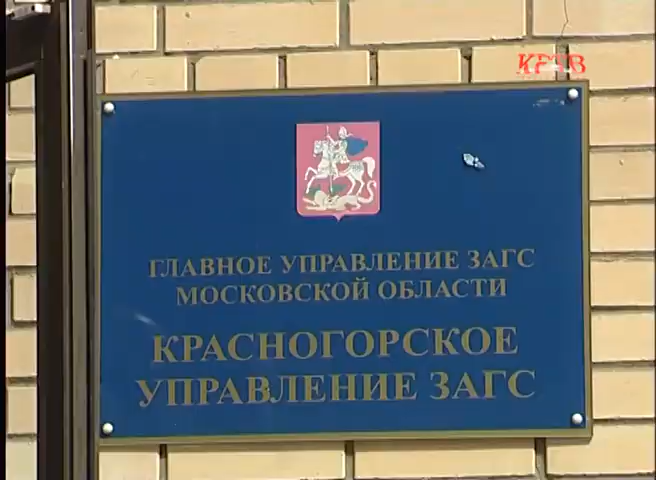 КРТВ
ГЛАВНОЕ УПРАВЛЕНИЕ ЗАГС
МОСКОВСКОЙ ОБЛАСТИ
КРАСНОГОРСКОЕ
УПРАВЛЕНИЕ ЗАГС